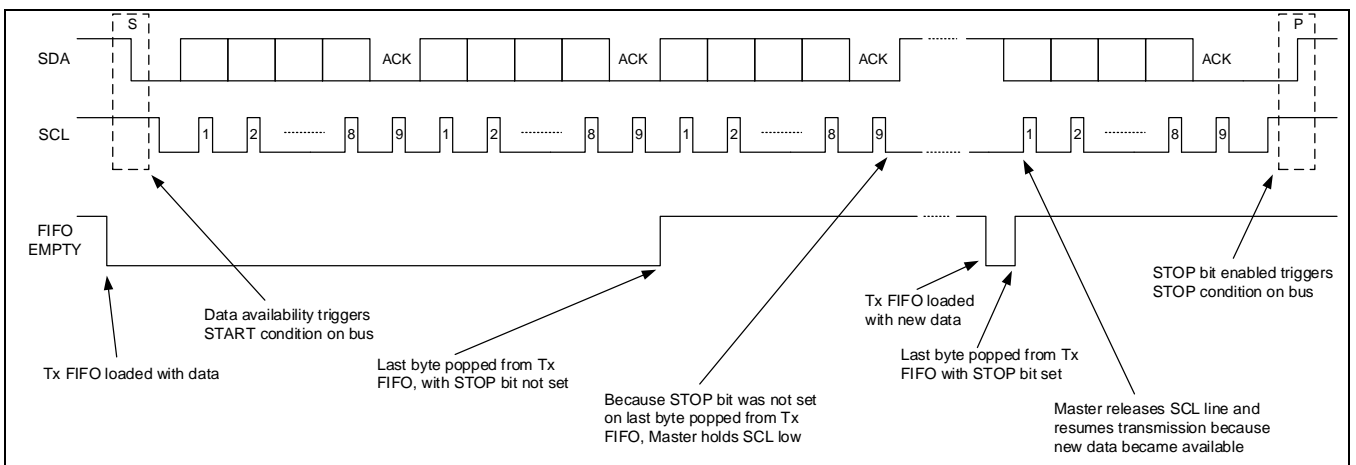 S
P
SDA
ACK
ACK
ACK
ACK
SCL
1 2 8 9 1 2 8 9 1 2 8 9 1 2 8 9
FIFO
EMPTY
Data availability triggers
START condition on bus
Tx FIFO loaded with data
Last byte popped from Tx
FIFO, with STOP bit not set
Because STOP bit was not set
on last byte popped from Tx
FIFO, Master holds SCL low
Tx FIFO loaded
with new data
Last byte popped from Tx
FIFO with STOP bit set
STOP bit enabled triggers
STOP condition on bus
Master releases SCL line and
resumes transmission because
new data became available